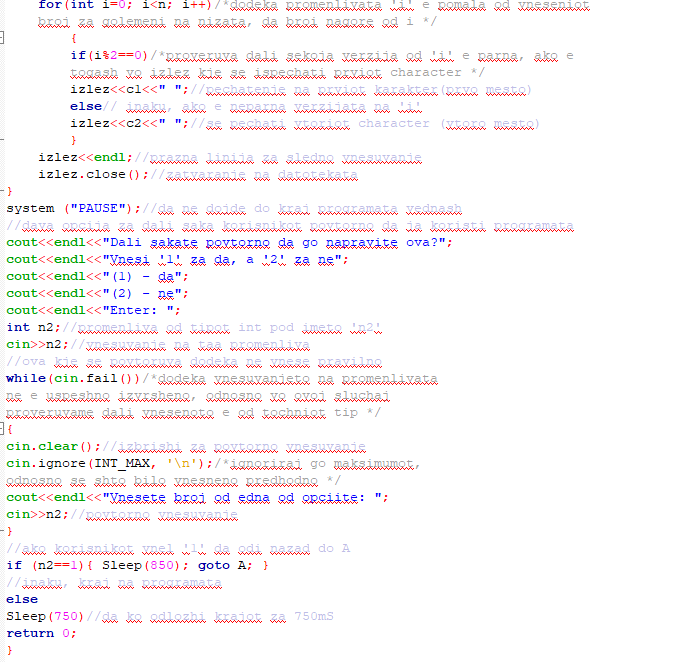 for(int i=0; i<n; i++)/*dodeka promenlivata 'i' e pomala od vneseniot
broj za golemeni na nizata, da broi nagore od i */
{
if(i%2==0)/*proveruva dali sekoja verzija od 'i' e parna, ako e
togash vo izlez kje se ispechati prviot character */
izlez<<c1<<" ";//pechatenje na prviot karakter(prvo mesto)
else// inaku, ako e neparna verzijata na 'i'
izlez<<c2<<" ";//se pechati vtoriot character (vtoro mesto)
}
izlez<<endl;//prazna linija za sledno vnesuvanje
izlez.close();//zatvaranje na datotekata
}
system ("PAUSE");//da ne dojde do kraj programata vednash
//dava opcija za dali saka korisnikot povtorno da ja koristi programata
cout<<endl<<"Dali sakate povtorno da go napravite ova?";
cout<<endl<<"Vnesi '1' za da, a '2' za ne";
cout<<endl<<"(1) - da";
cout<<endl<<"(2) - ne";
cout<<endl<<"Enter: ";
int n2;//promenliva od tipot int pod imeto 'n2'
cin>>n2;//vnesuvanje na taa promenliva
//ova kje se povtoruva dodeka ne vnese pravilno
while(cin.fail())/*dodeka vnesuvanjeto na promenlivata
ne e uspeshno izvrsheno, odnosno vo ovoj sluchaj
proveruvame dali vnesenoto e od tochniot tip */
{
cin.clear();//izbrishi za povtorno vnesuvanje
cin.ignore(INT_MAX, '\n');/*ignoriraj go maksimumot,
odnosno se shto bilo vneseno predhodno */
cout<<endl<<"Vnesete broj od edna od opciite: ";
cin>>n2;//povtorno vnesuvanje
}
//ako korisnikot vnel '1' da odi nazad do A
if (n2==1){ Sleep(850); goto A; }
//inaku, kraj na programata
else
Sleep(750)//da ko odlozhi krajot za 750mS
return 0;
}